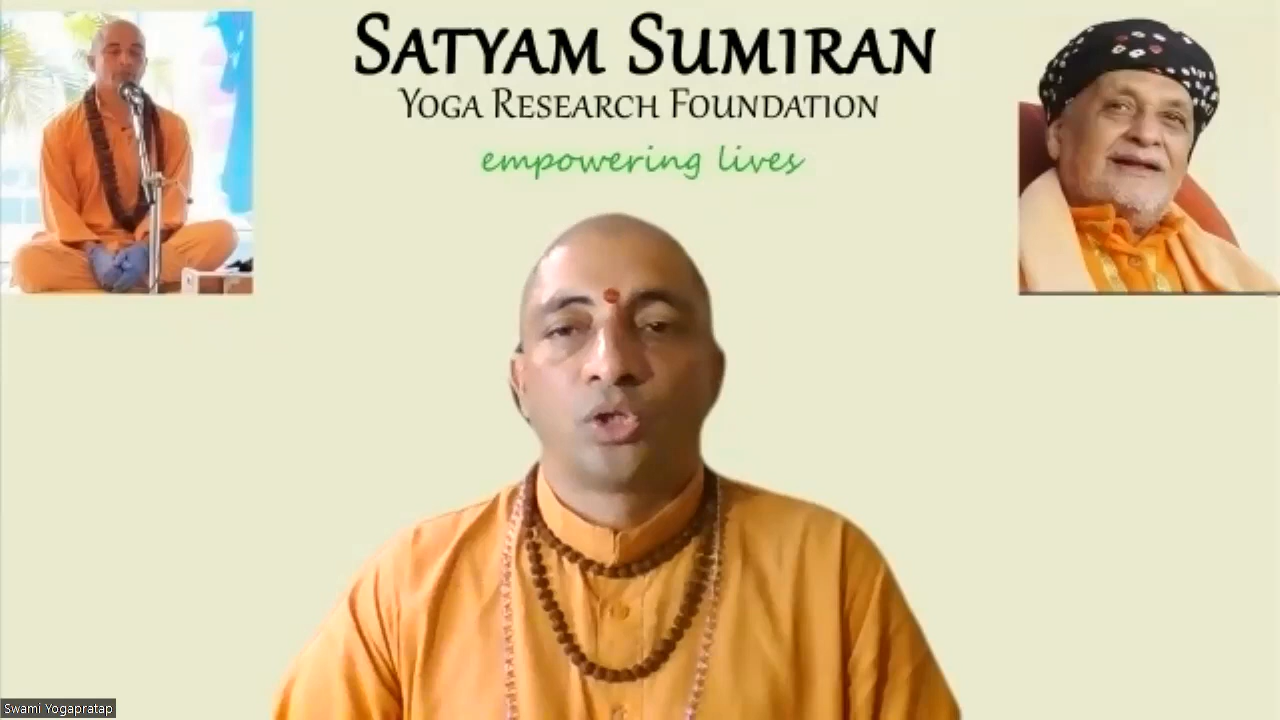 SATYAM SUMIRAN
YOGA RESEARCH FOUNDATION
empowering lives
Swami Yogapratap